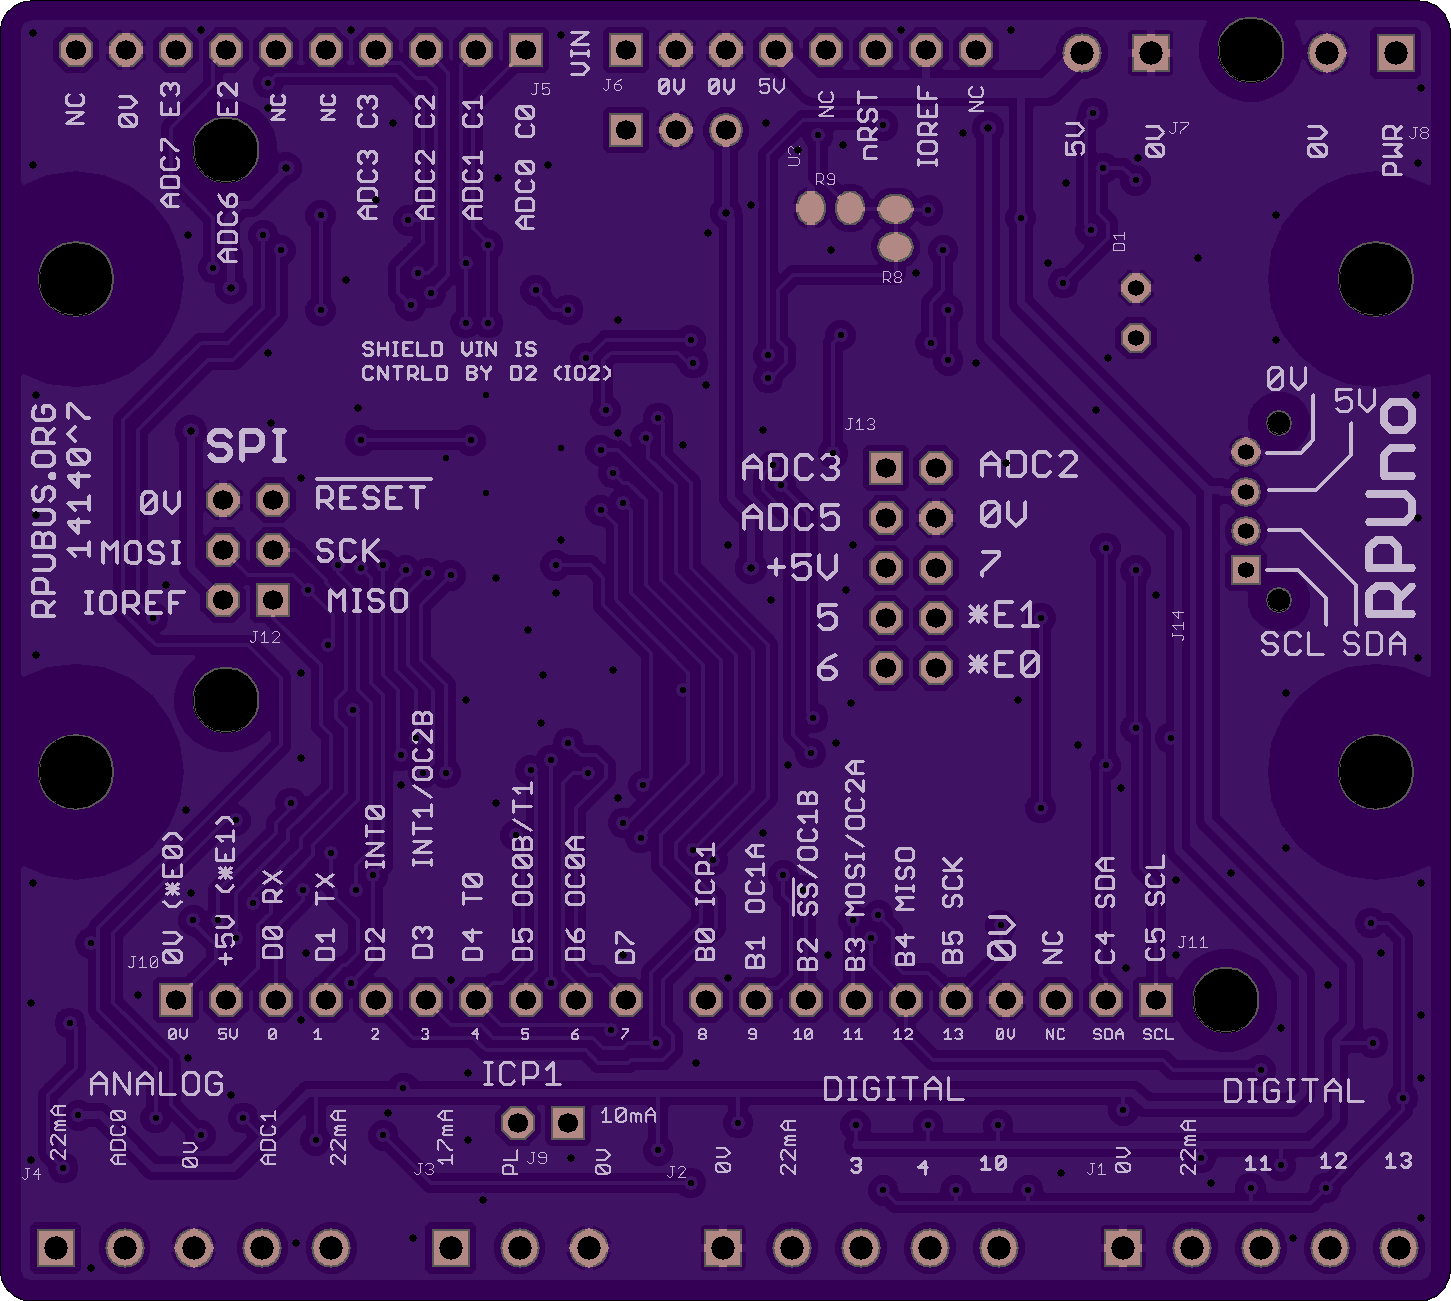 NC
0V
ADC7 E3
ADC6 E2
NC
NC
ADC3 C3
ADC2 C2
ADC1 C1
ADC0 C0
J5
VIN
J6
0V
0V
5V
NC
nRST
IOREF
NC
5V
0V
J7
0V
PWR
J8
R9
R8
D1
SHIELD VIN IS
CNTRLD BY D2 (IO2)
RPUBUS.ORG
14140^7
SPI
0V
RESET
MOSI
SCK
IOREF
MISO
J12
J13
ADC3
ADC2
ADC5
0V
+5V
7
5
*E1
6
*E0
0V
5V
RPUno
J14
SCL
SDA
J10
0V (*E0)
+5V (*E1)
D0 RX
D1 TX
D2 INT0
D3 INT1/OC2B
D4 T0
D5 OC0B/T1
D6 OC0A
D7
B0 ICP1
B1 OC1A
B2 SS/OC1B
B3 MOSI/OC2A
B4 MISO
B5 SCK
0V
NC
C4 SDA
C5 SCL
J11
0V
5V
0
1
2
3
4
5
6
7
8
9
10
11
12
13
0V
NC
SDA
SCL
ANALOG
ICP1
DIGITAL
DIGITAL
J4
22mA
ADC0
0V
ADC1
22mA
J3
17mA
PL
J9
10mA
0V
J2
0V
22mA
3
4
10
J1
0V
22mA
11
12
13